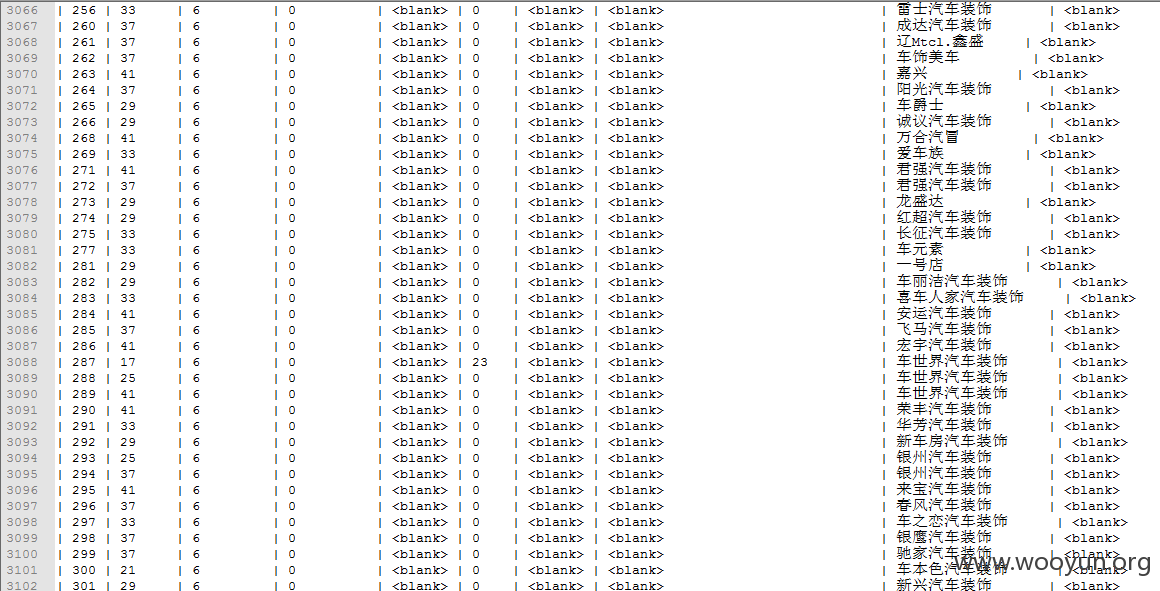 3066 | 256 | 33 | 6 | 0 | <blank> | 0 | <blank> | <blank> | 雷士汽车装饰 | <blank>
3067 | 260 | 37 | 6 | 0 | <blank> | 0 | <blank> | <blank> | 成达汽车装饰 | <blank>
3068 | 261 | 37 | 6 | 0 | <blank> | 0 | <blank> | <blank> | 辽Mtcl.鑫盛 | <blank>
3069 | 262 | 37 | 6 | 0 | <blank> | 0 | <blank> | <blank> | 车饰美车 | <blank>
3070 | 263 | 41 | 6 | 0 | <blank> | 0 | <blank> | <blank> | 嘉兴 | <blank>
3071 | 264 | 37 | 6 | 0 | <blank> | 0 | <blank> | <blank> | 阳光汽车装饰 | <blank>
3072 | 265 | 29 | 6 | 0 | <blank> | 0 | <blank> | <blank> | 车爵士 | <blank>
3073 | 266 | 29 | 6 | 0 | <blank> | 0 | <blank> | <blank> | 诚议汽车装饰 | <blank>
3074 | 268 | 41 | 6 | 0 | <blank> | 0 | <blank> | <blank> | 万合汽冒 | <blank>
3075 | 269 | 33 | 6 | 0 | <blank> | 0 | <blank> | <blank> | 爱车族 | <blank>
3076 | 271 | 41 | 6 | 0 | <blank> | 0 | <blank> | <blank> | 君强汽车装饰 | <blank>
3077 | 272 | 37 | 6 | 0 | <blank> | 0 | <blank> | <blank> | 君强汽车装饰 | <blank>
3078 | 273 | 29 | 6 | 0 | <blank> | 0 | <blank> | <blank> | 龙盛达 | <blank>
3079 | 274 | 29 | 6 | 0 | <blank> | 0 | <blank> | <blank> | 红超汽车装饰 | <blank>
3080 | 275 | 33 | 6 | 0 | <blank> | 0 | <blank> | <blank> | 长征汽车装饰 | <blank>
3081 | 277 | 33 | 6 | 0 | <blank> | 0 | <blank> | <blank> | 车元素 | <blank>
3082 | 281 | 29 | 6 | 0 | <blank> | 0 | <blank> | <blank> | 一号店 | <blank>
3083 | 282 | 29 | 6 | 0 | <blank> | 0 | <blank> | <blank> | 车丽洁汽车装饰 | <blank>
3084 | 283 | 33 | 6 | 0 | <blank> | 0 | <blank> | <blank> | 喜车人家汽车装饰 | <blank>
3085 | 284 | 41 | 6 | 0 | <blank> | 0 | <blank> | <blank> | 安运汽车装饰 | <blank>
3086 | 285 | 37 | 6 | 0 | <blank> | 0 | <blank> | <blank> | 飞马汽车装饰 | <blank>
3087 | 286 | 41 | 6 | 0 | <blank> | 0 | <blank> | <blank> | 宏宇汽车装饰 | <blank>
3088 | 287 | 17 | 6 | 0 | <blank> | 23 | <blank> | <blank> | 车世界汽车装饰 | <blank>
3089 | 288 | 25 | 6 | 0 | <blank> | 0 | <blank> | <blank> | 车世界汽车装饰 | <blank>
3090 | 289 | 41 | 6 | 0 | <blank> | 0 | <blank> | <blank> | 车世界汽车装饰 | <blank>
3091 | 290 | 41 | 6 | 0 | <blank> | 0 | <blank> | <blank> | 荣丰汽车装饰 | <blank>
3092 | 291 | 33 | 6 | 0 | <blank> | 0 | <blank> | <blank> | 华芳汽车装饰 | <blank>
3093 | 292 | 29 | 6 | 0 | <blank> | 0 | <blank> | <blank> | 新车房汽车装饰 | <blank>
3094 | 293 | 25 | 6 | 0 | <blank> | 0 | <blank> | <blank> | 银州汽车装饰 | <blank>
3095 | 294 | 37 | 6 | 0 | <blank> | 0 | <blank> | <blank> | 银州汽车装饰 | <blank>
3096 | 295 | 41 | 6 | 0 | <blank> | 0 | <blank> | <blank> | 来宝汽车装饰 | <blank>
3097 | 296 | 37 | 6 | 0 | <blank> | 0 | <blank> | <blank> | 春风汽车装饰 | <blank>
3098 | 297 | 33 | 6 | 0 | <blank> | 0 | <blank> | <blank> | 车之恋汽车装饰 | <blank>
3099 | 298 | 37 | 6 | 0 | <blank> | 0 | <blank> | <blank> | 银鹰汽车装饰 | <blank>
3100 | 299 | 37 | 6 | 0 | <blank> | 0 | <blank> | <blank> | 驰家汽车装饰 | <blank>
3101 | 300 | 21 | 6 | 0 | <blank> | 0 | <blank> | <blank> | 车本色汽车装饰 | <blank>
3102 | 301 | 29 | 6 | 0 | <blank> | 0 | <blank> | <blank> | 新兴汽车装饰 | <blank>
www.wooyun.org